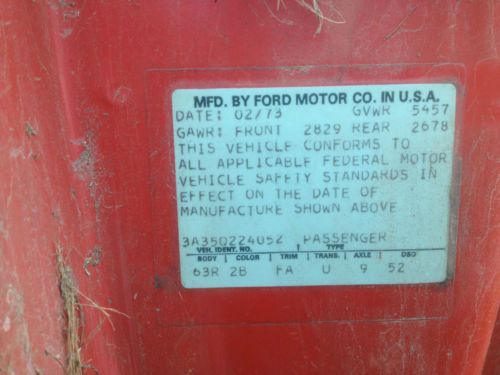 MFD. BY FORD MOTOR CO. IN U.S.A.
DATE: 02/73 GVWR 5457
GAWR: FRONT 2829 REAR 2678
THIS VEHICLE CONFORMS TO
ALL APPLICABLE FEDERAL MOTOR
VEHICLE SAFETY STANDARDS IN
EFFECT ON THE DATE OF
MANUFACTURE SHOWN ABOVE
3A35Q224052 PASSENGER
VEH. IDENT. NO. TYPE
BODY COLOR TRIM TRANS. AXLE DSO
63R 2B FA U 9 52